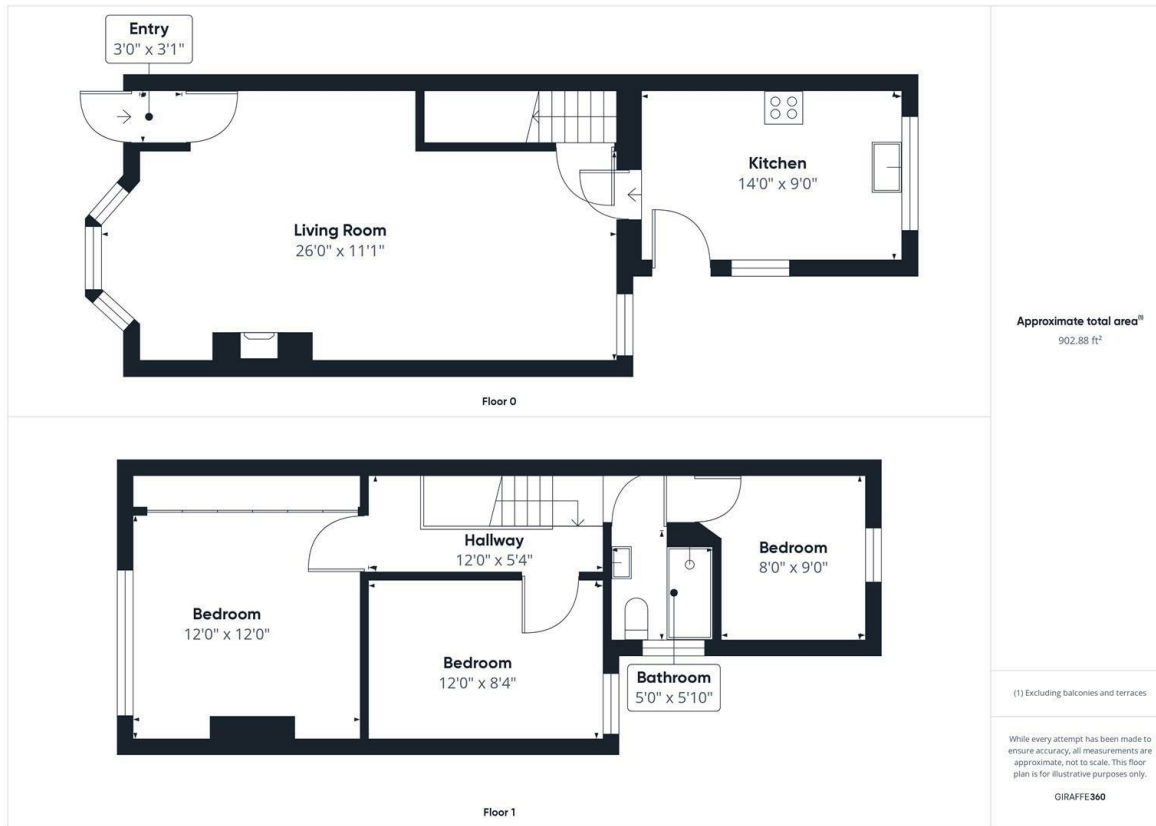 Entry
3'0" x 3'1"
Kitchen
14'0" x 9'0"
Living Room
26'0" x 11'1"
Floor 0
Hallway
12'0" x 5'4"
Bedroom
8'0" x 9'0"
Bedroom
12'0" x 12'0"
Bedroom
12'0" x 8'4"
Bathroom
5'0" x 5'10"
Floor 1
Approximate total area⁽¹⁾
902.88 ft²
(1) Excluding balconies and terraces
While every attempt has been made to
ensure accuracy, all measurements are
approximate, not to scale. This floor
plan is for illustrative purposes only.
GIRAFFE360